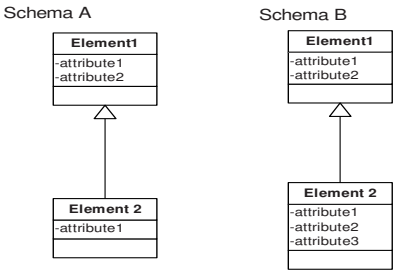 Schema A
Element1
-attribute1
-attribute2
Element 2
-attribute1
Schema B
Element1
-attribute1
-attribute2
Element 2
-attribute1
-attribute2
-attribute3